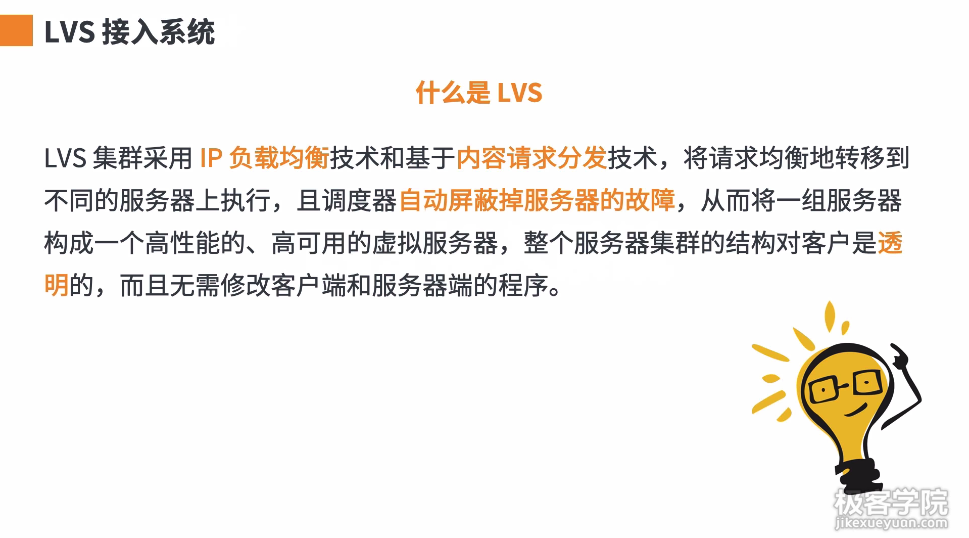 LVS 接入系统
什么是 LVS
LVS 集群采用 IP 负载均衡技术和基于内容请求分发技术，将请求均衡地转移到
不同的服务器上执行，且调度器自动屏蔽掉服务器的故障，从而将一组服务器
构成一个高性能的、高可用的虚拟服务器，整个服务器集群的结构对客户是透
明的，而且无需修改客户端和服务器端的程序。
极客学院
jikexueyuan.com